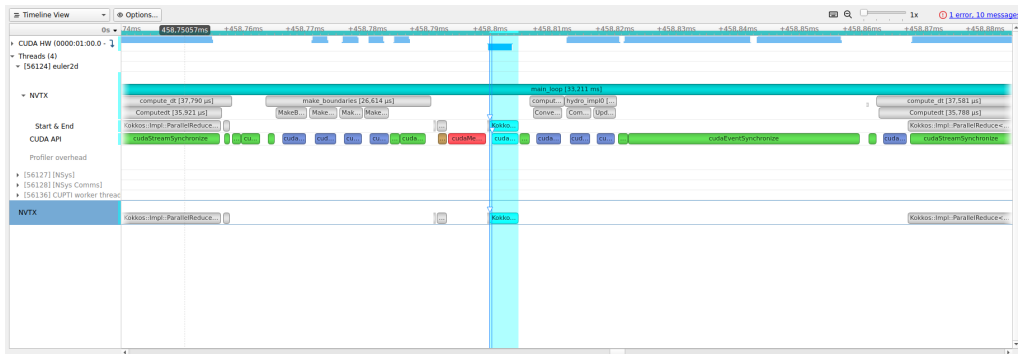 Timeline View
Options...
1x
1 error, 10 messages
0s
74ms
458,75057ms
+458,76ms
+458,77ms
+458,78ms
+458,79ms
+458,8ms
+458,81ms
+458,82ms
+458,83ms
+458,84ms
+458,85ms
+458,86ms
+458,87ms
+458,88ms
CUDA HW (0000:01:00.0 -
Threads (4)
[56124] euler2d
NVTX
main_loop [33,211 ms]
compute_dt [37,790 μs]
make_boundaries [26,614 μs]
comput...
hydro_impl0 [...
compute_dt [37,581 μs]
Computedt [35,921 μs]
MakeB...
Make...
Mak...
Make...
Conve...
Com...
Upd...
Computedt [35,788 μs]
Start & End
Kokkos::Impl::ParallelReduce...
...
Kokko...
Kokkos::Impl::ParallelReduce<...
CUDA API
cudaStreamSynchronize
...
cu...
cuda...
cud...
cu...
cu...
...
cuda...
...
cudaMe...
cuda...
...
cuda...
cud...
cu...
cudaEventSynchronize
cuda...
cudaStreamSynchronize
Profiler overhead
[56127] [NSys]
[56128] [NSys Comms]
[56136] CUPTI worker threac
NVTX
Kokkos::Impl::ParallelReduce...
...
Kokko...
Kokkos::Impl::ParallelReduce<...